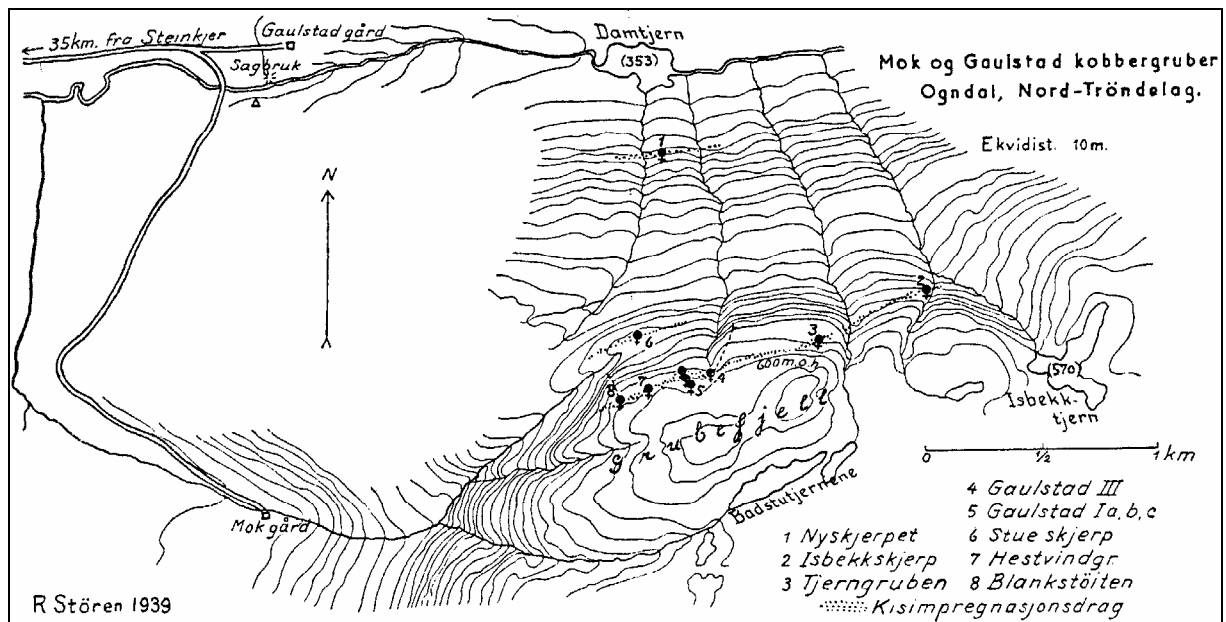 35km. fra Steinkjer
Gaulstad gård
Sagbruk
Damtjern
(353)
Mok og Gaulstad kobbergruber
Ogndal, Nord-Tröndelag.
Ekvidist. 10m.
N
1
2
3
600 m.o.h
4
5
6
7
8
Grubefjell
(570)
Isbekk-
tjern
Badstutjernene
Mok gård
0 1/2 1 km
1 Nyskjerpet
2 Isbekkskjerp
3 Tjerngruben
4 Gaulstad III
5 Gaulstad Ia,b,c
6 Stue skjerp
7 Hestvindgr.
8 Blankstöiten
Kisimpregnasjonsdrag
R Stören 1939